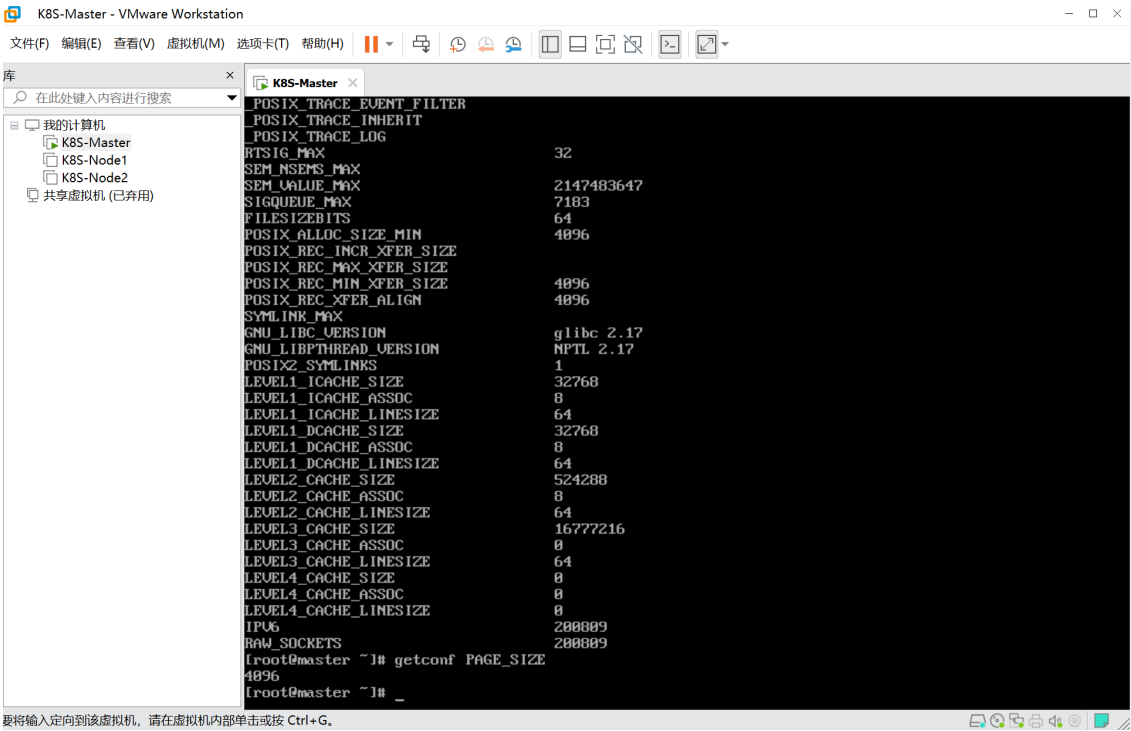 K8S-Master - VMware Workstation
文件(F) 编辑(E) 查看(V) 虚拟机(M) 选项卡(T) 帮助(H)
库
在此处键入内容进行搜索
我的计算机
K8S-Master
K8S-Node1
K8S-Node2
共享虚拟机 (已弃用)
K8S-Master
_POSIX_TRACE_EVENT_FILTER
_POSIX_TRACE_INHERIT
_POSIX_TRACE_LOG
RTSIG_MAX 32
SEM_NSEMS_MAX
SEM_VALUE_MAX 2147483647
SIGQUEUE_MAX 7183
FILESIZEBITS 64
POSIX_ALLOC_SIZE_MIN 4096
POSIX_REC_INCR_XFER_SIZE
POSIX_REC_MAX_XFER_SIZE
POSIX_REC_MIN_XFER_SIZE 4096
POSIX_REC_XFER_ALIGN 4096
SYMLINK_MAX
GNU_LIBC_VERSION glibc 2.17
GNU_LIBPTHREAD_VERSION NPTL 2.17
POSIX2_SYMLINKS 1
LEVEL1_ICACHE_SIZE 32768
LEVEL1_ICACHE_ASSOC 8
LEVEL1_ICACHE_LINESIZE 64
LEVEL1_DCACHE_SIZE 32768
LEVEL1_DCACHE_ASSOC 8
LEVEL1_DCACHE_LINESIZE 64
LEVEL2_CACHE_SIZE 524288
LEVEL2_CACHE_ASSOC 8
LEVEL2_CACHE_LINESIZE 64
LEVEL3_CACHE_SIZE 16777216
LEVEL3_CACHE_ASSOC 0
LEVEL3_CACHE_LINESIZE 64
LEVEL4_CACHE_SIZE 0
LEVEL4_CACHE_ASSOC 0
LEVEL4_CACHE_LINESIZE 0
IPV6 200809
RAW_SOCKETS 200809
[root@master ~]# getconf PAGE_SIZE
4096
[root@master ~]# _
要将输入定向到该虚拟机，请在虚拟机内部单击或按 Ctrl+G。